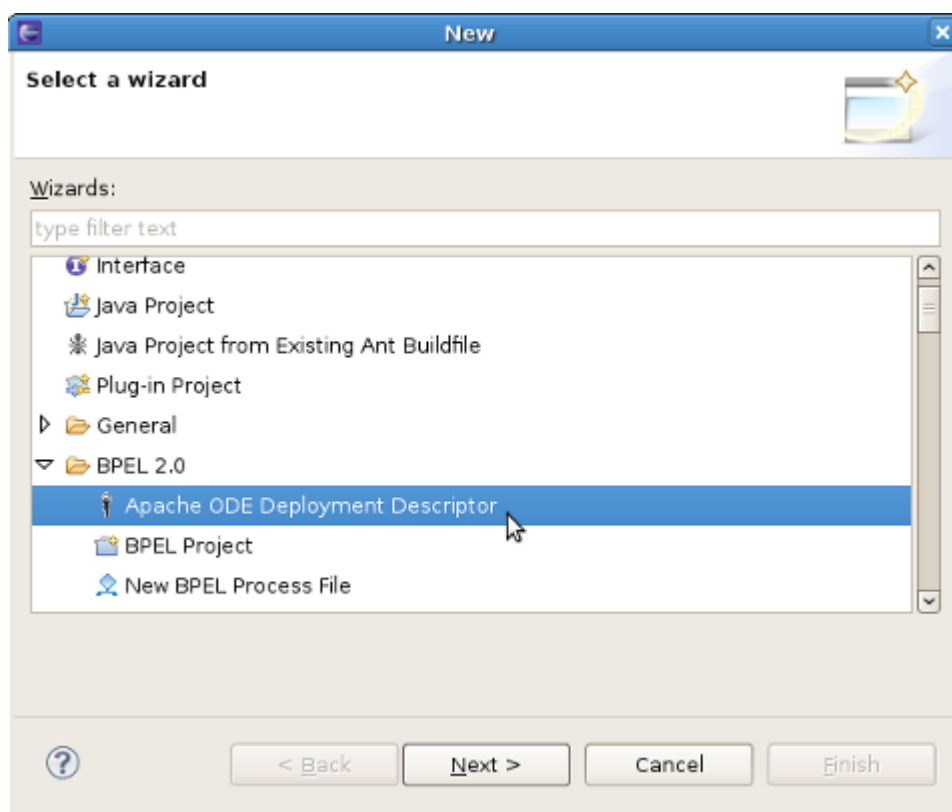 New
Select a wizard
Wizards:
type filter text
Interface
Java Project
Java Project from Existing Ant Buildfile
Plug-in Project
General
BPEL 2.0
Apache ODE Deployment Descriptor
BPEL Project
New BPEL Process File
? < Back Next > Cancel Finish